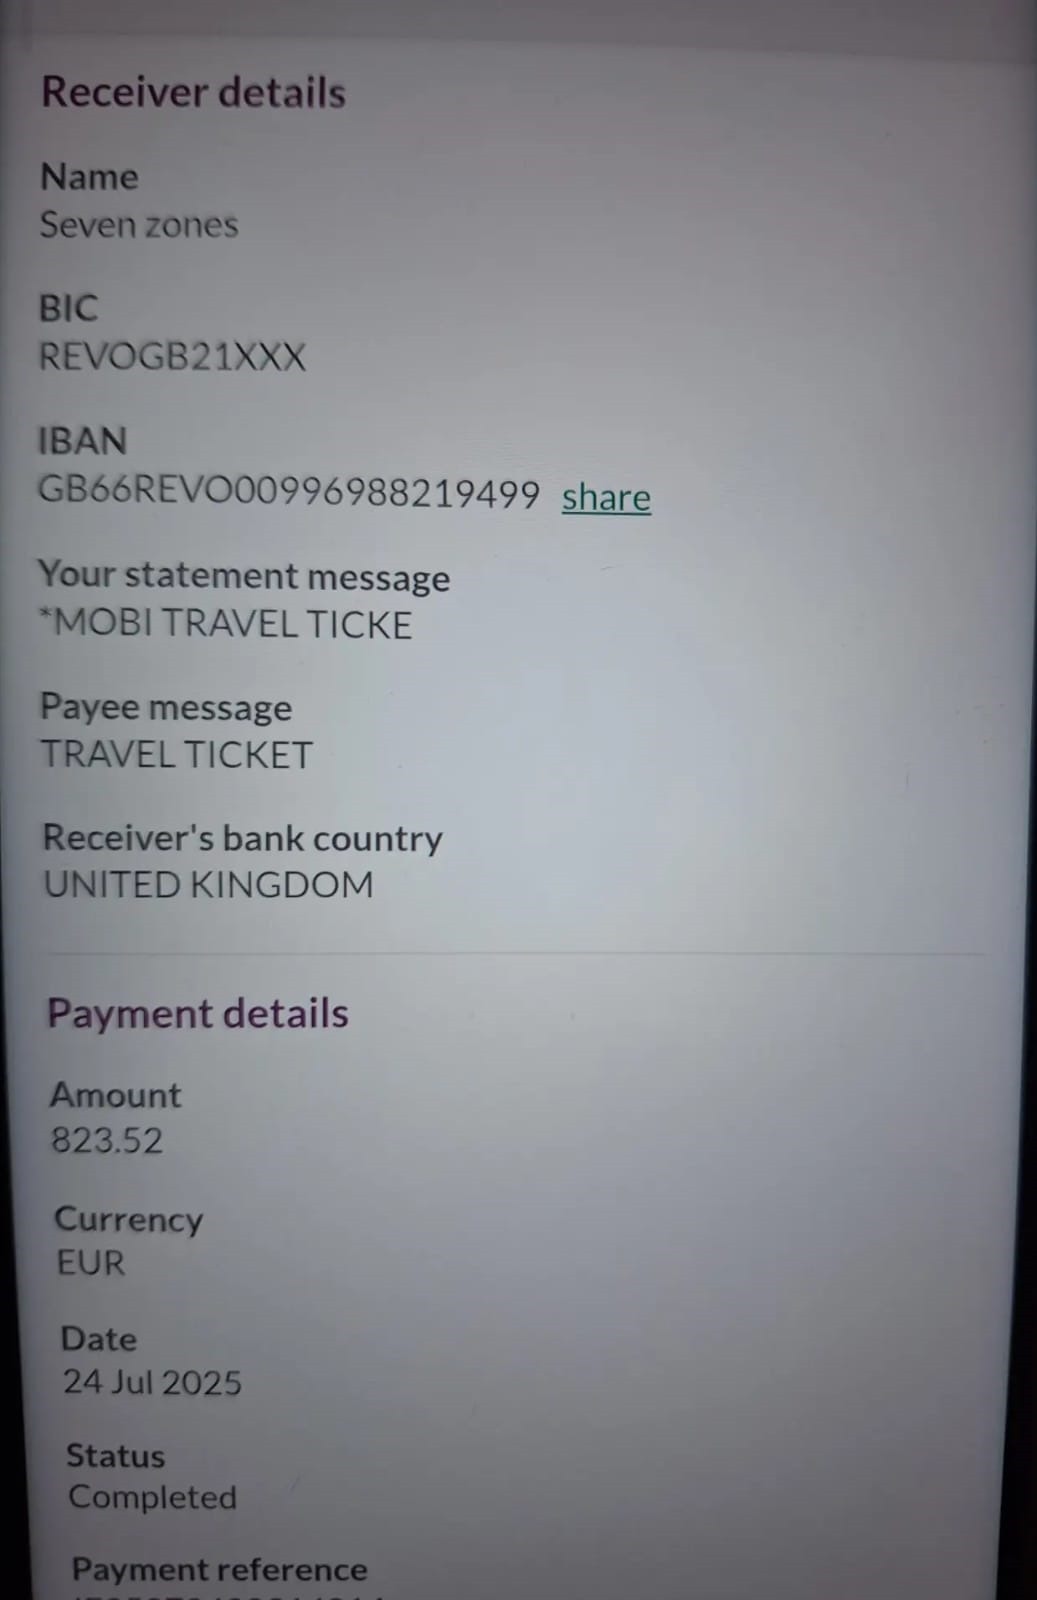 Receiver details
Name
Seven zones
BIC
REVOGB21XXX
IBAN
GB66REVO00996988219499 share
Your statement message
*MOBI TRAVEL TICKE
Payee message
TRAVEL TICKET
Receiver's bank country
UNITED KINGDOM
Payment details
Amount
823.52
Currency
EUR
Date
24 Jul 2025
Status
Completed
Payment reference